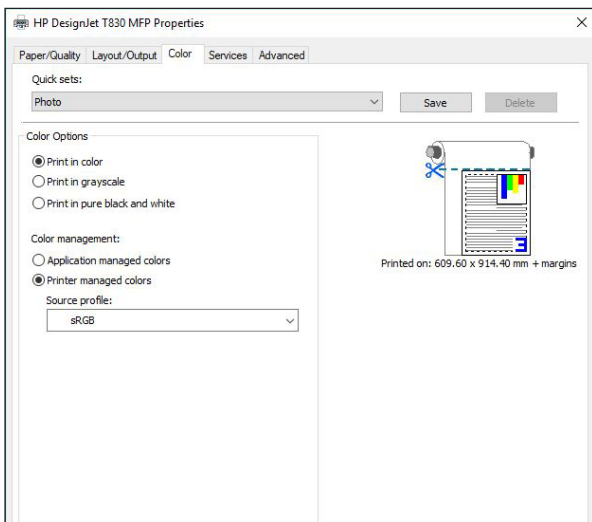 HP DesignJet T830 MFP Properties
Paper/Quality Layout/Output Color Services Advanced
Quick sets:
Photo Save Delete
Color Options
Print in color
Print in grayscale
Print in pure black and white
Color management:
Application managed colors
Printer managed colors
Source profile:
sRGB
3
Printed on: 609.60 x 914.40 mm + margins